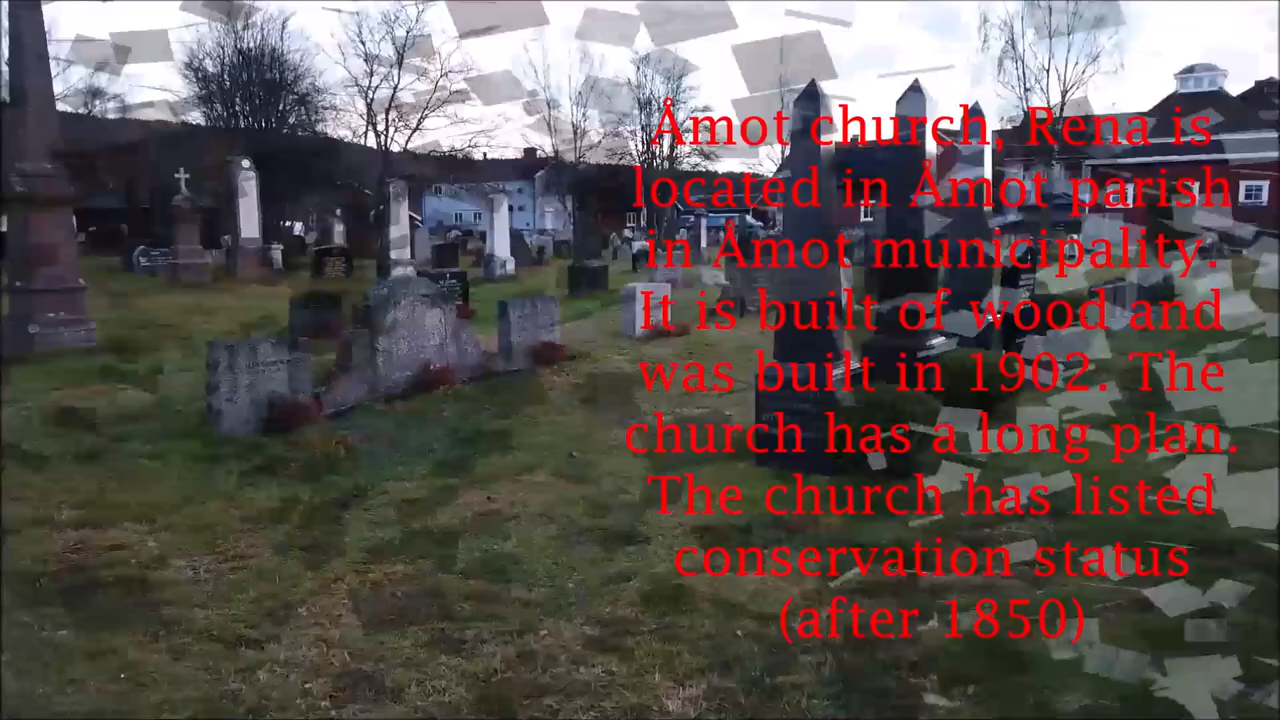 Åmot church, Rena is
located in Åmot parish
in Åmot municipality.
It is built of wood and
was built in 1902. The
church has a long plan.
The church has listed
conservation status
(after 1850)